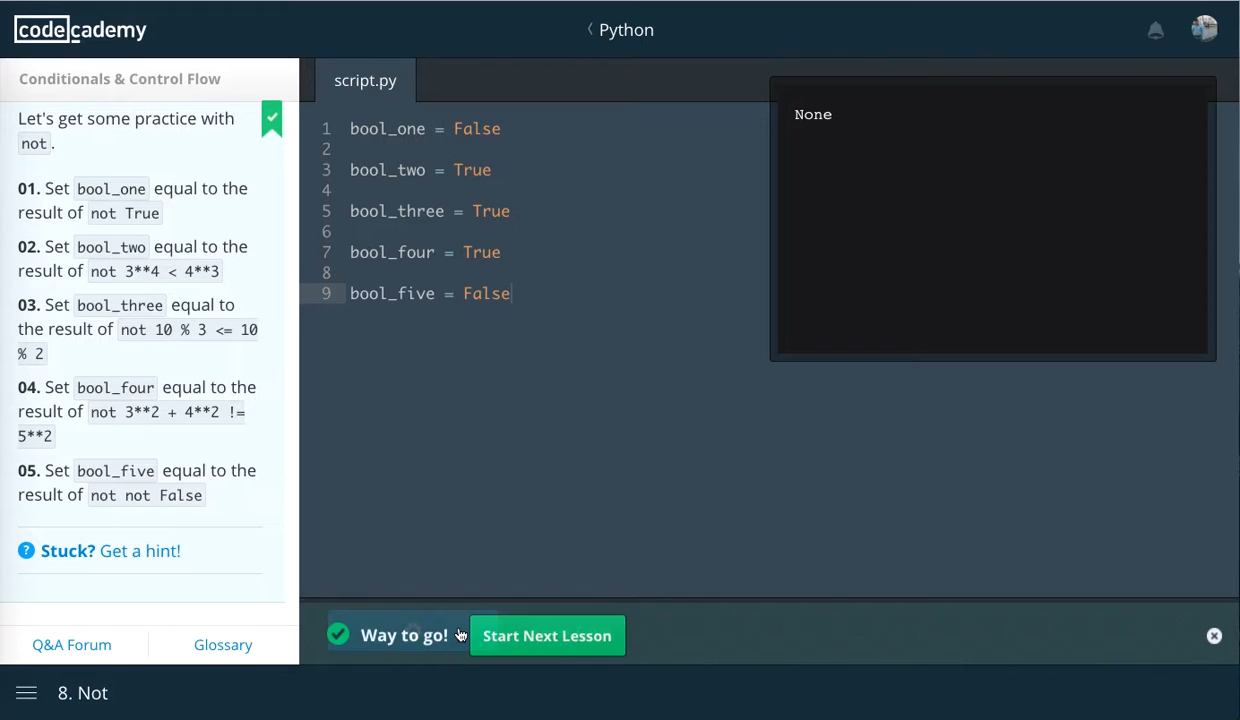 codecademy
Python
Conditionals & Control Flow
Let's get some practice with
not.
01. Set bool_one equal to the
result of not True
02. Set bool_two equal to the
result of not 3**4 < 4**3
03. Set bool_three equal to
the result of not 10 % 3 <= 10
% 2
04. Set bool_four equal to the
result of not 3**2 + 4**2 !=
5**2
05. Set bool_five equal to the
result of not not False
? Stuck? Get a hint!
Q&A Forum
Glossary
script.py
1 bool_one = False
2
3 bool_two = True
4
5 bool_three = True
6
7 bool_four = True
8
9 bool_five = False
None
Way to go!
Start Next Lesson
8. Not